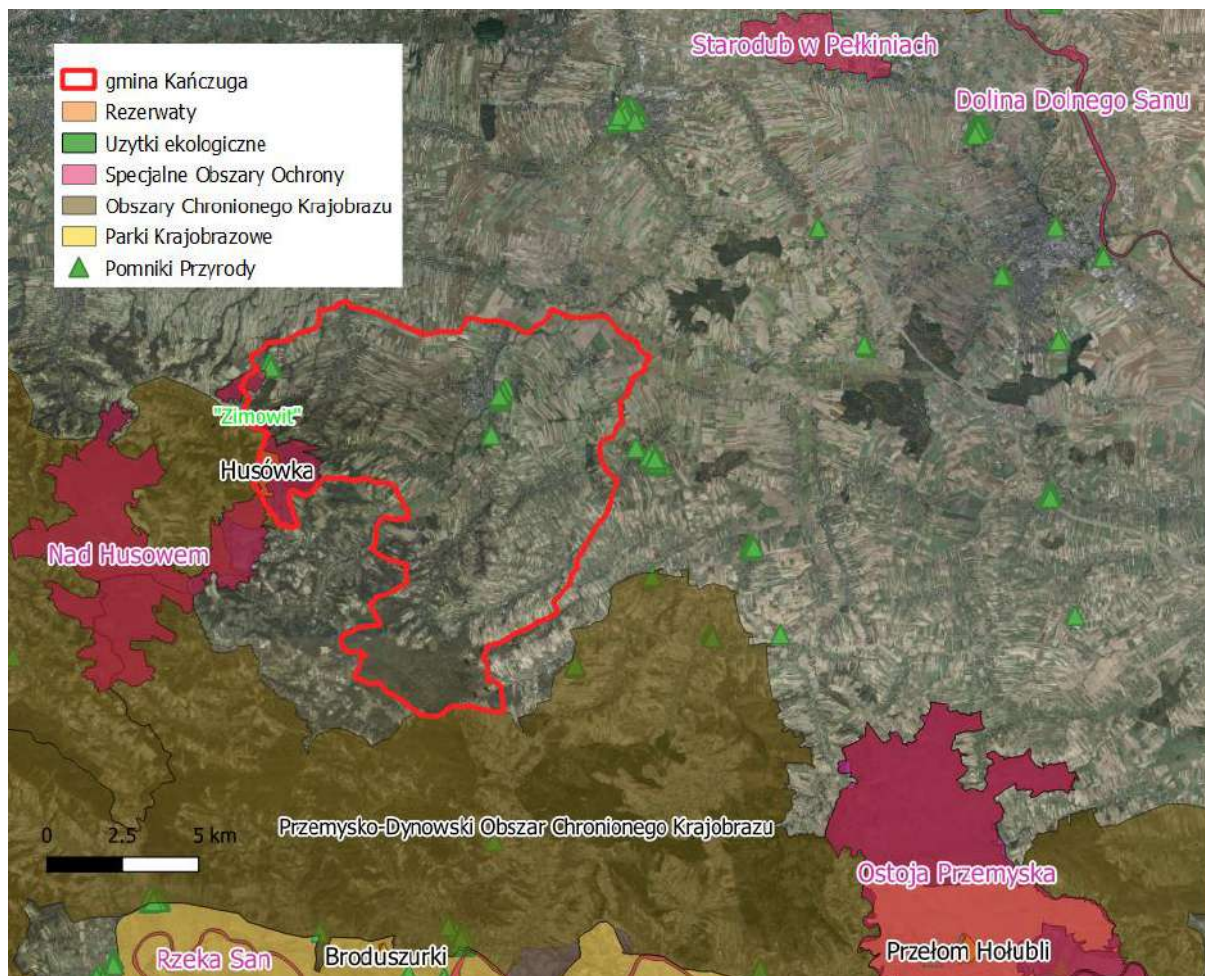 Starodub w Pełkiniach
Dolina Dolnego Sanu
gmina Kańczuga
Rezerwaty
Uzytki ekologiczne
Specjalne Obszary Ochrony
Obszary Chronionego Krajobrazu
Parki Krajobrazowe
Pomniki Przyrody
"Zimowit"
Husówka
Nad Husowem
0 2.5 5 km
Przemysko-Dynowski Obszar Chronionego Krajobrazu
Ostoja Przemyska
Rzeka San
Broduszurki
Przełom Hołubli